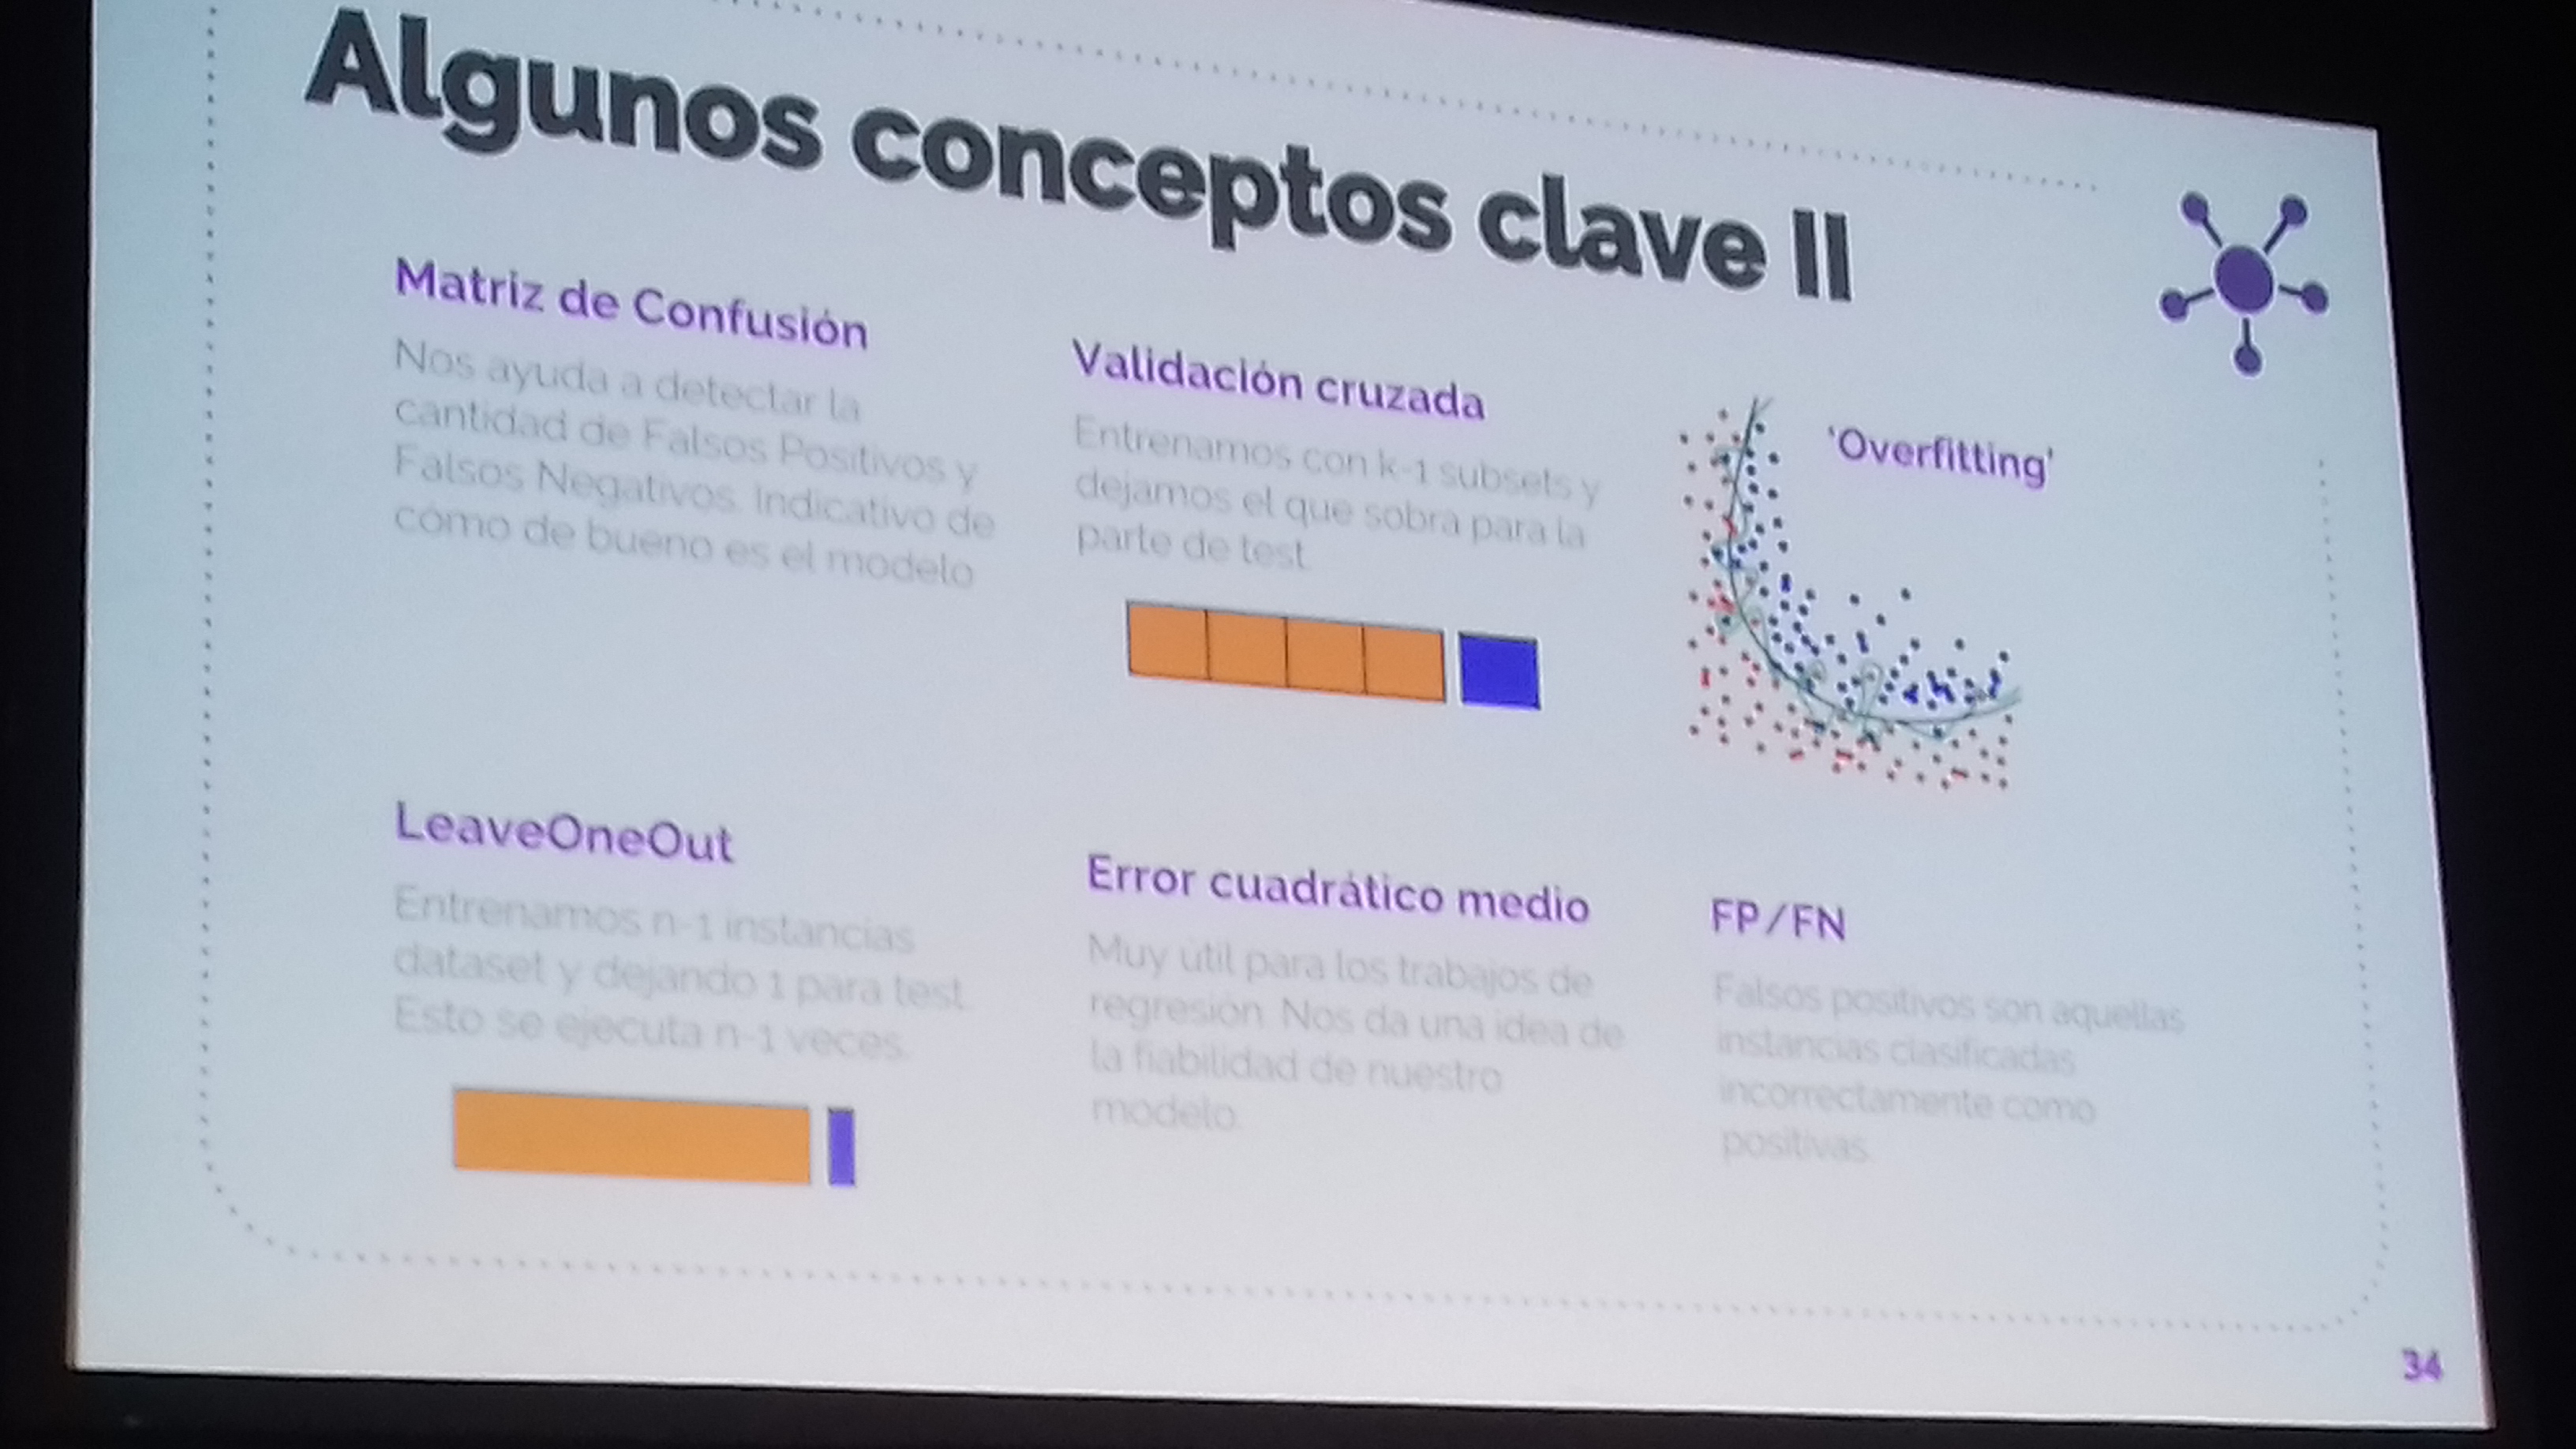 Algunos conceptos clave II
Matriz de Confusión
Nos ayuda a detectar la
cantidad de Falsos Positivos y
Falsos Negativos. Indicativo de
cómo de bueno es el modelo
Validación cruzada
Entrenamos con k-1 subsets y
dejamos el que sobra para la
parte de test.
'Overfitting'
LeaveOneOut
Entrenamos n-1 instancias
dataset y dejando 1 para test.
Esto se ejecuta n-1 veces.
Error cuadrático medio
Muy útil para los trabajos de
regresión. Nos da una idea de
la fiabilidad de nuestro
modelo.
FP/FN
Falsos positivos son aquellas
instancias clasificadas
incorrectamente como
positivas.
34